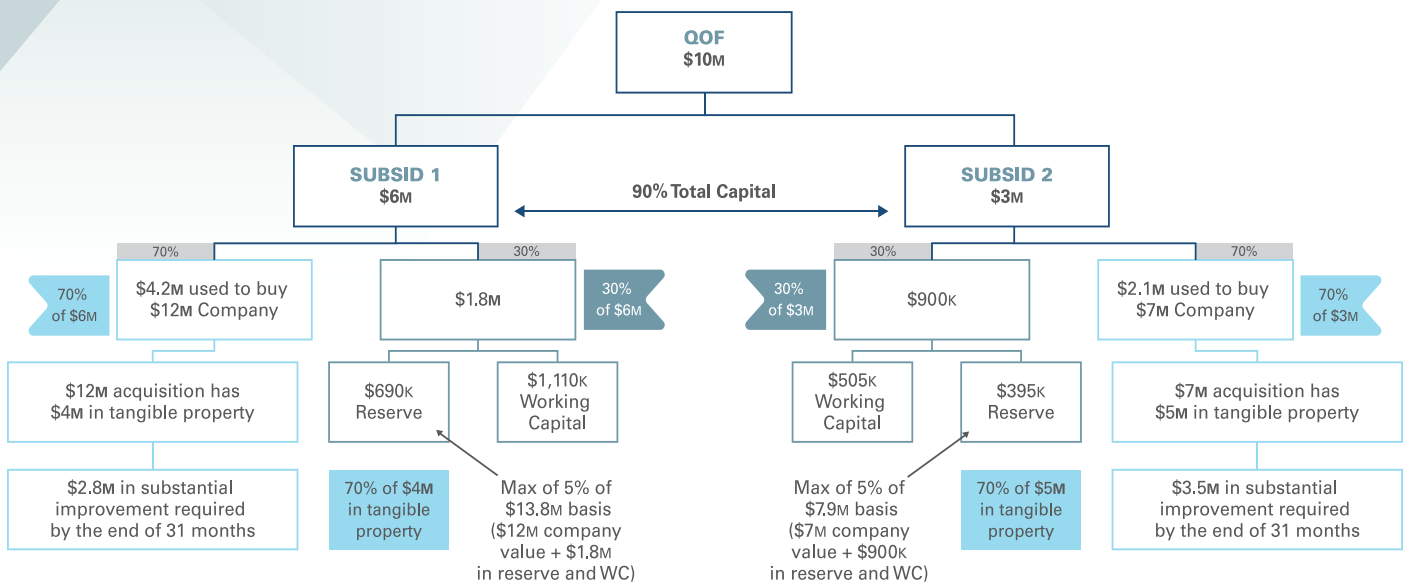 QOF
$10M
SUBSID 1
$6M
90% Total Capital
SUBSID 2
$3M
70%
30%
30%
70%
70%
of $6M
$4.2M used to buy
$12M Company
$1.8M
30%
of $6M
30%
of $3M
$900K
$2.1M used to buy
$7M Company
70%
of $3M
$12M acquisition has
$4M in tangible property
$690K
Reserve
$1,110K
Working
Capital
$505K
Working
Capital
$395K
Reserve
$7M acquisition has
$5M in tangible property
$2.8M in substantial
improvement required
by the end of 31 months
70% of $4M
in tangible
property
Max of 5% of
$13.8M basis
($12M company
value + $1.8M
in reserve and WC)
Max of 5% of
$7.9M basis
($7M company
value + $900K
in reserve and WC)
70% of $5M
in tangible
property
$3.5M in substantial
improvement required
by the end of 31 months